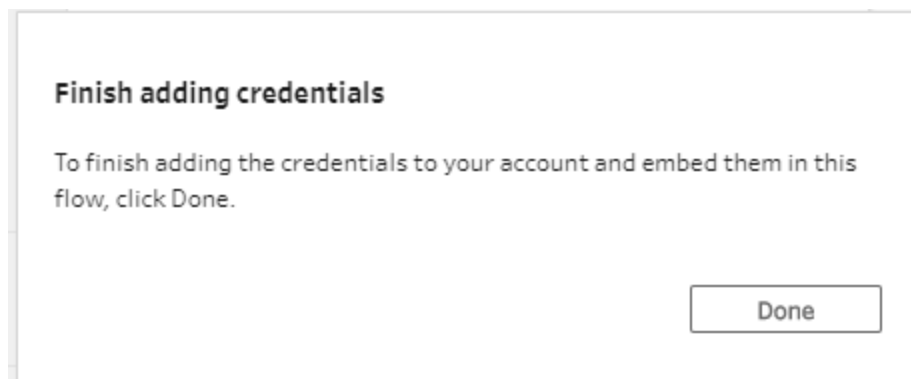 Finish adding credentials
To finish adding the credentials to your account and embed them in this
flow, click Done.
Done